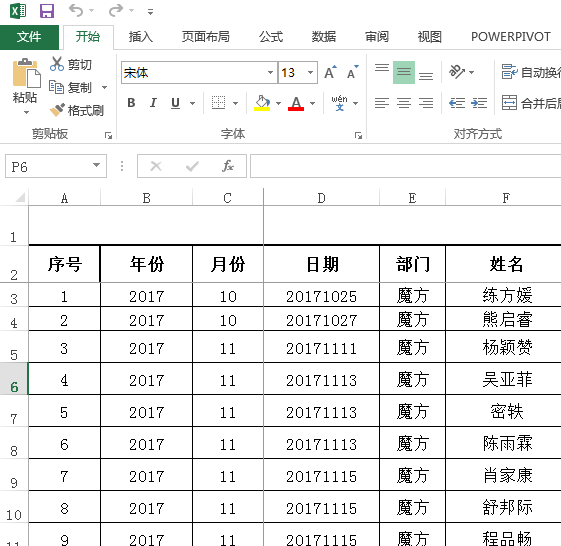 文件 开始 插入 页面布局 公式 数据 审阅 视图 POWERPIVOT
剪切
复制
格式刷
粘贴
宋体 13 A A 自动换行
B I U A wén 合并后
剪贴板 字体 对齐方式
P6 fx
A B C D E F
1
2 序号 年份 月份 日期 部门 姓名
3 1 2017 10 20171025 魔方 练方媛
4 2 2017 10 20171027 魔方 熊启睿
5 3 2017 11 20171111 魔方 杨颖赞
6 4 2017 11 20171113 魔方 吴亚菲
7 5 2017 11 20171113 魔方 密轶
8 6 2017 11 20171113 魔方 陈雨霖
9 7 2017 11 20171115 魔方 肖家康
10 8 2017 11 20171115 魔方 舒邦际
11 9 2017 11 20171115 魔方 程品畅